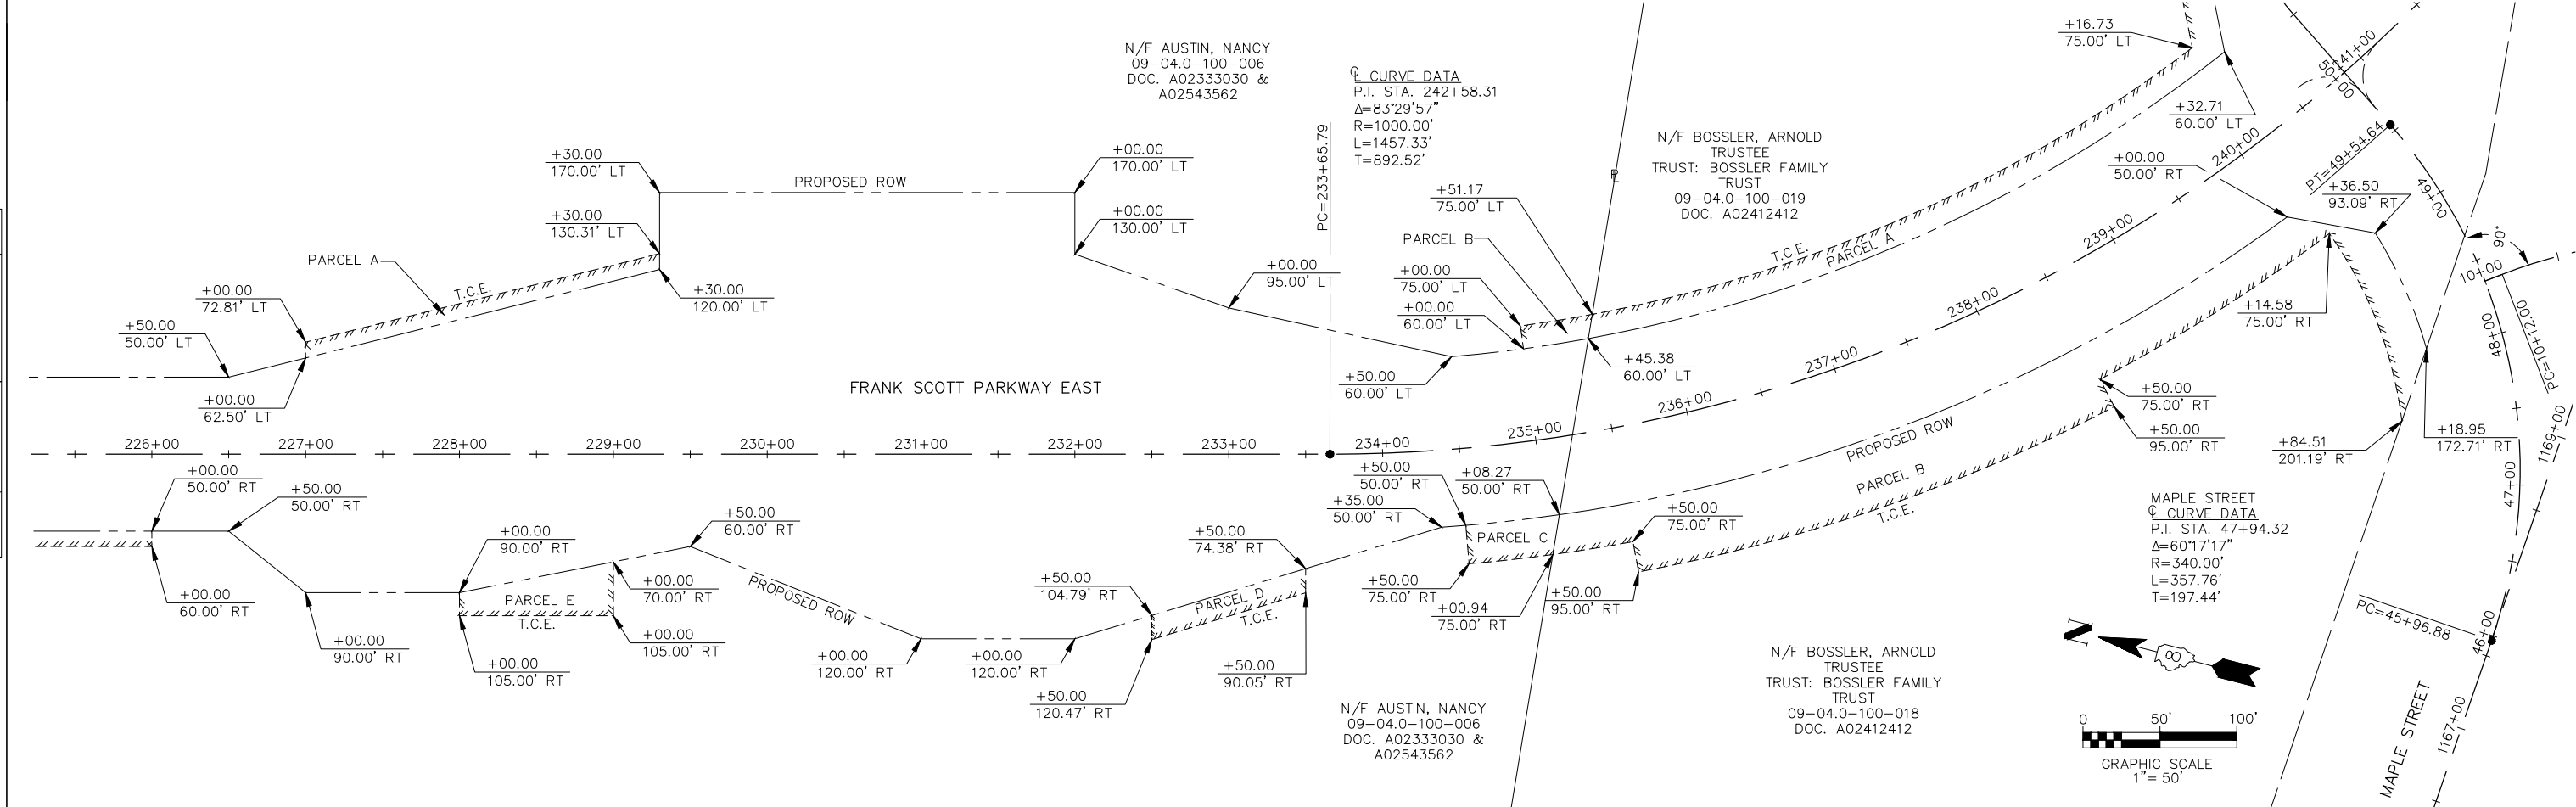 N/F AUSTIN, NANCY
09-04.0-100-006
DOC. A02333030 &
A02543562
℄ CURVE DATA
P.I. STA. 242+58.31
Δ=83°29'57"
R=1000.00'
L=1457.33'
T=892.52'
PC=233+65.79
N/F BOSSLER, ARNOLD
TRUSTEE
TRUST: BOSSLER FAMILY
TRUST
09-04.0-100-019
DOC. A02412412
+16.73
75.00' LT
+32.71
60.00' LT
241+00
50+00
240+00
PT=49+54.64
+00.00
50.00' RT
+36.50
93.09' RT
49+00
90°
10+00
PC=10+12.00
48+00
+30.00
170.00' LT
PROPOSED ROW
+00.00
170.00' LT
+30.00
130.31' LT
+00.00
130.00' LT
PARCEL A
T.C.E.
+00.00
72.81' LT
+30.00
120.00' LT
+00.00
95.00' LT
+50.00
50.00' LT
+00.00
62.50' LT
+51.17
75.00' LT
PARCEL B
+00.00
75.00' LT
+00.00
60.00' LT
T.C.E.
PARCEL A
+50.00
60.00' LT
+45.38
60.00' LT
239+00
238+00
237+00
236+00
235+00
+14.58
75.00' RT
+50.00
75.00' RT
+50.00
95.00' RT
+18.95
172.71' RT
+84.51
201.19' RT
1169+00
47+00
FRANK SCOTT PARKWAY EAST
226+00
227+00
228+00
229+00
230+00
231+00
232+00
233+00
234+00
+00.00
50.00' RT
+50.00
50.00' RT
+00.00
60.00' RT
+00.00
90.00' RT
+00.00
90.00' RT
PARCEL E
T.C.E.
+00.00
105.00' RT
+50.00
60.00' RT
+00.00
70.00' RT
+00.00
105.00' RT
PROPOSED ROW
+00.00
120.00' RT
+00.00
120.00' RT
+50.00
104.79' RT
+50.00
120.47' RT
PARCEL D
T.C.E.
+50.00
74.38' RT
+50.00
90.05' RT
+35.00
50.00' RT
+50.00
50.00' RT
+08.27
50.00' RT
PARCEL C
+50.00
75.00' RT
+00.94
75.00' RT
+50.00
75.00' RT
+50.00
95.00' RT
PROPOSED ROW
PARCEL B
T.C.E.
MAPLE STREET
℄ CURVE DATA
P.I. STA. 47+94.32
Δ=60°17'17"
R=340.00'
L=357.76'
T=197.44'
PC=45+96.88
46+00
N/F AUSTIN, NANCY
09-04.0-100-006
DOC. A02333030 &
A02543562
N/F BOSSLER, ARNOLD
TRUSTEE
TRUST: BOSSLER FAMILY
TRUST
09-04.0-100-018
DOC. A02412412
N
0 50' 100'
GRAPHIC SCALE
1"= 50'
MAPLE STREET
1167+00